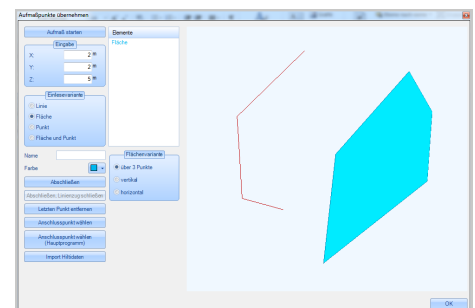 Aufmaßpunkte übernehmen
Aufmaß starten
Eingabe
X: 2 m
Y: 2 m
Z: 5 m
Einlesevariante
Linie
Fläche
Punkt
Fläche und Punkt
Name
Farbe
Abschließen
Abschließen: Linienzug schließen
Letzten Punkt entfernen
Anschlusspunkt wählen
Anschlusspunkt wählen
(Hauptprogramm)
Import Hilfsdaten
Elemente
Fläche
Flächenvariante
über 3 Punkte
vertikal
horizontal
OK